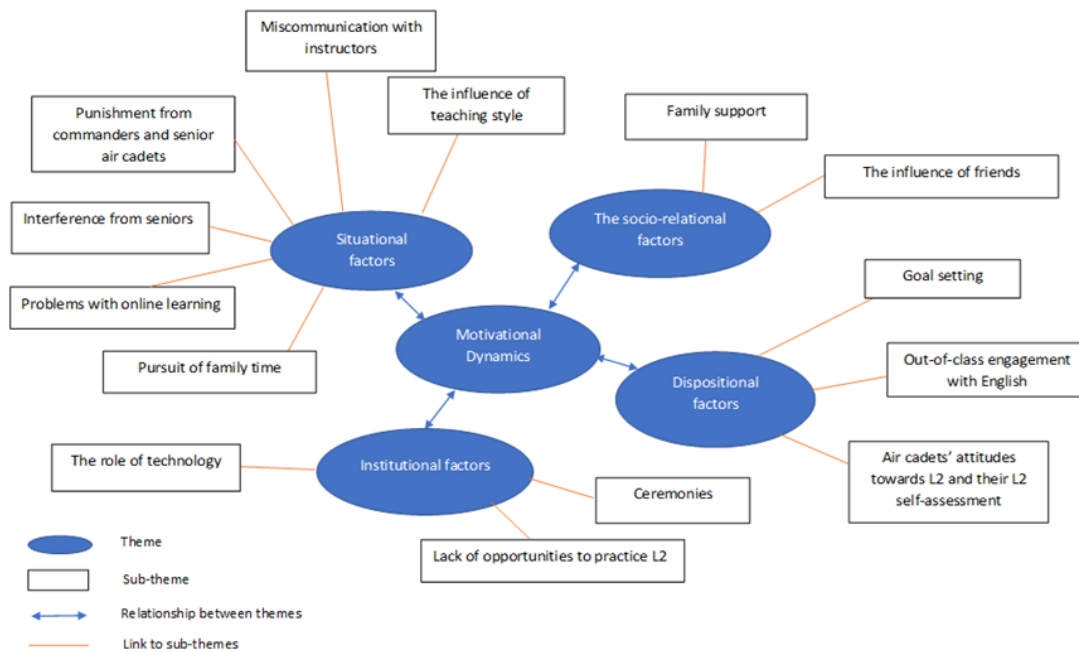 Miscommunication with
instructors
The influence of
teaching style
Family support
Punishment from
commanders and senior
air cadets
The influence of friends
Interference from seniors
Situational
factors
The socio-relational
factors
Goal setting
Problems with online learning
Motivational
Dynamics
Pursuit of family time
Out-of-class engagement
with English
Dispositional
factors
The role of technology
Institutional factors
Ceremonies
Air cadets’ attitudes
towards L2 and their L2
self-assessment
Lack of opportunities to practice L2
Theme
Sub-theme
Relationship between themes
Link to sub-themes